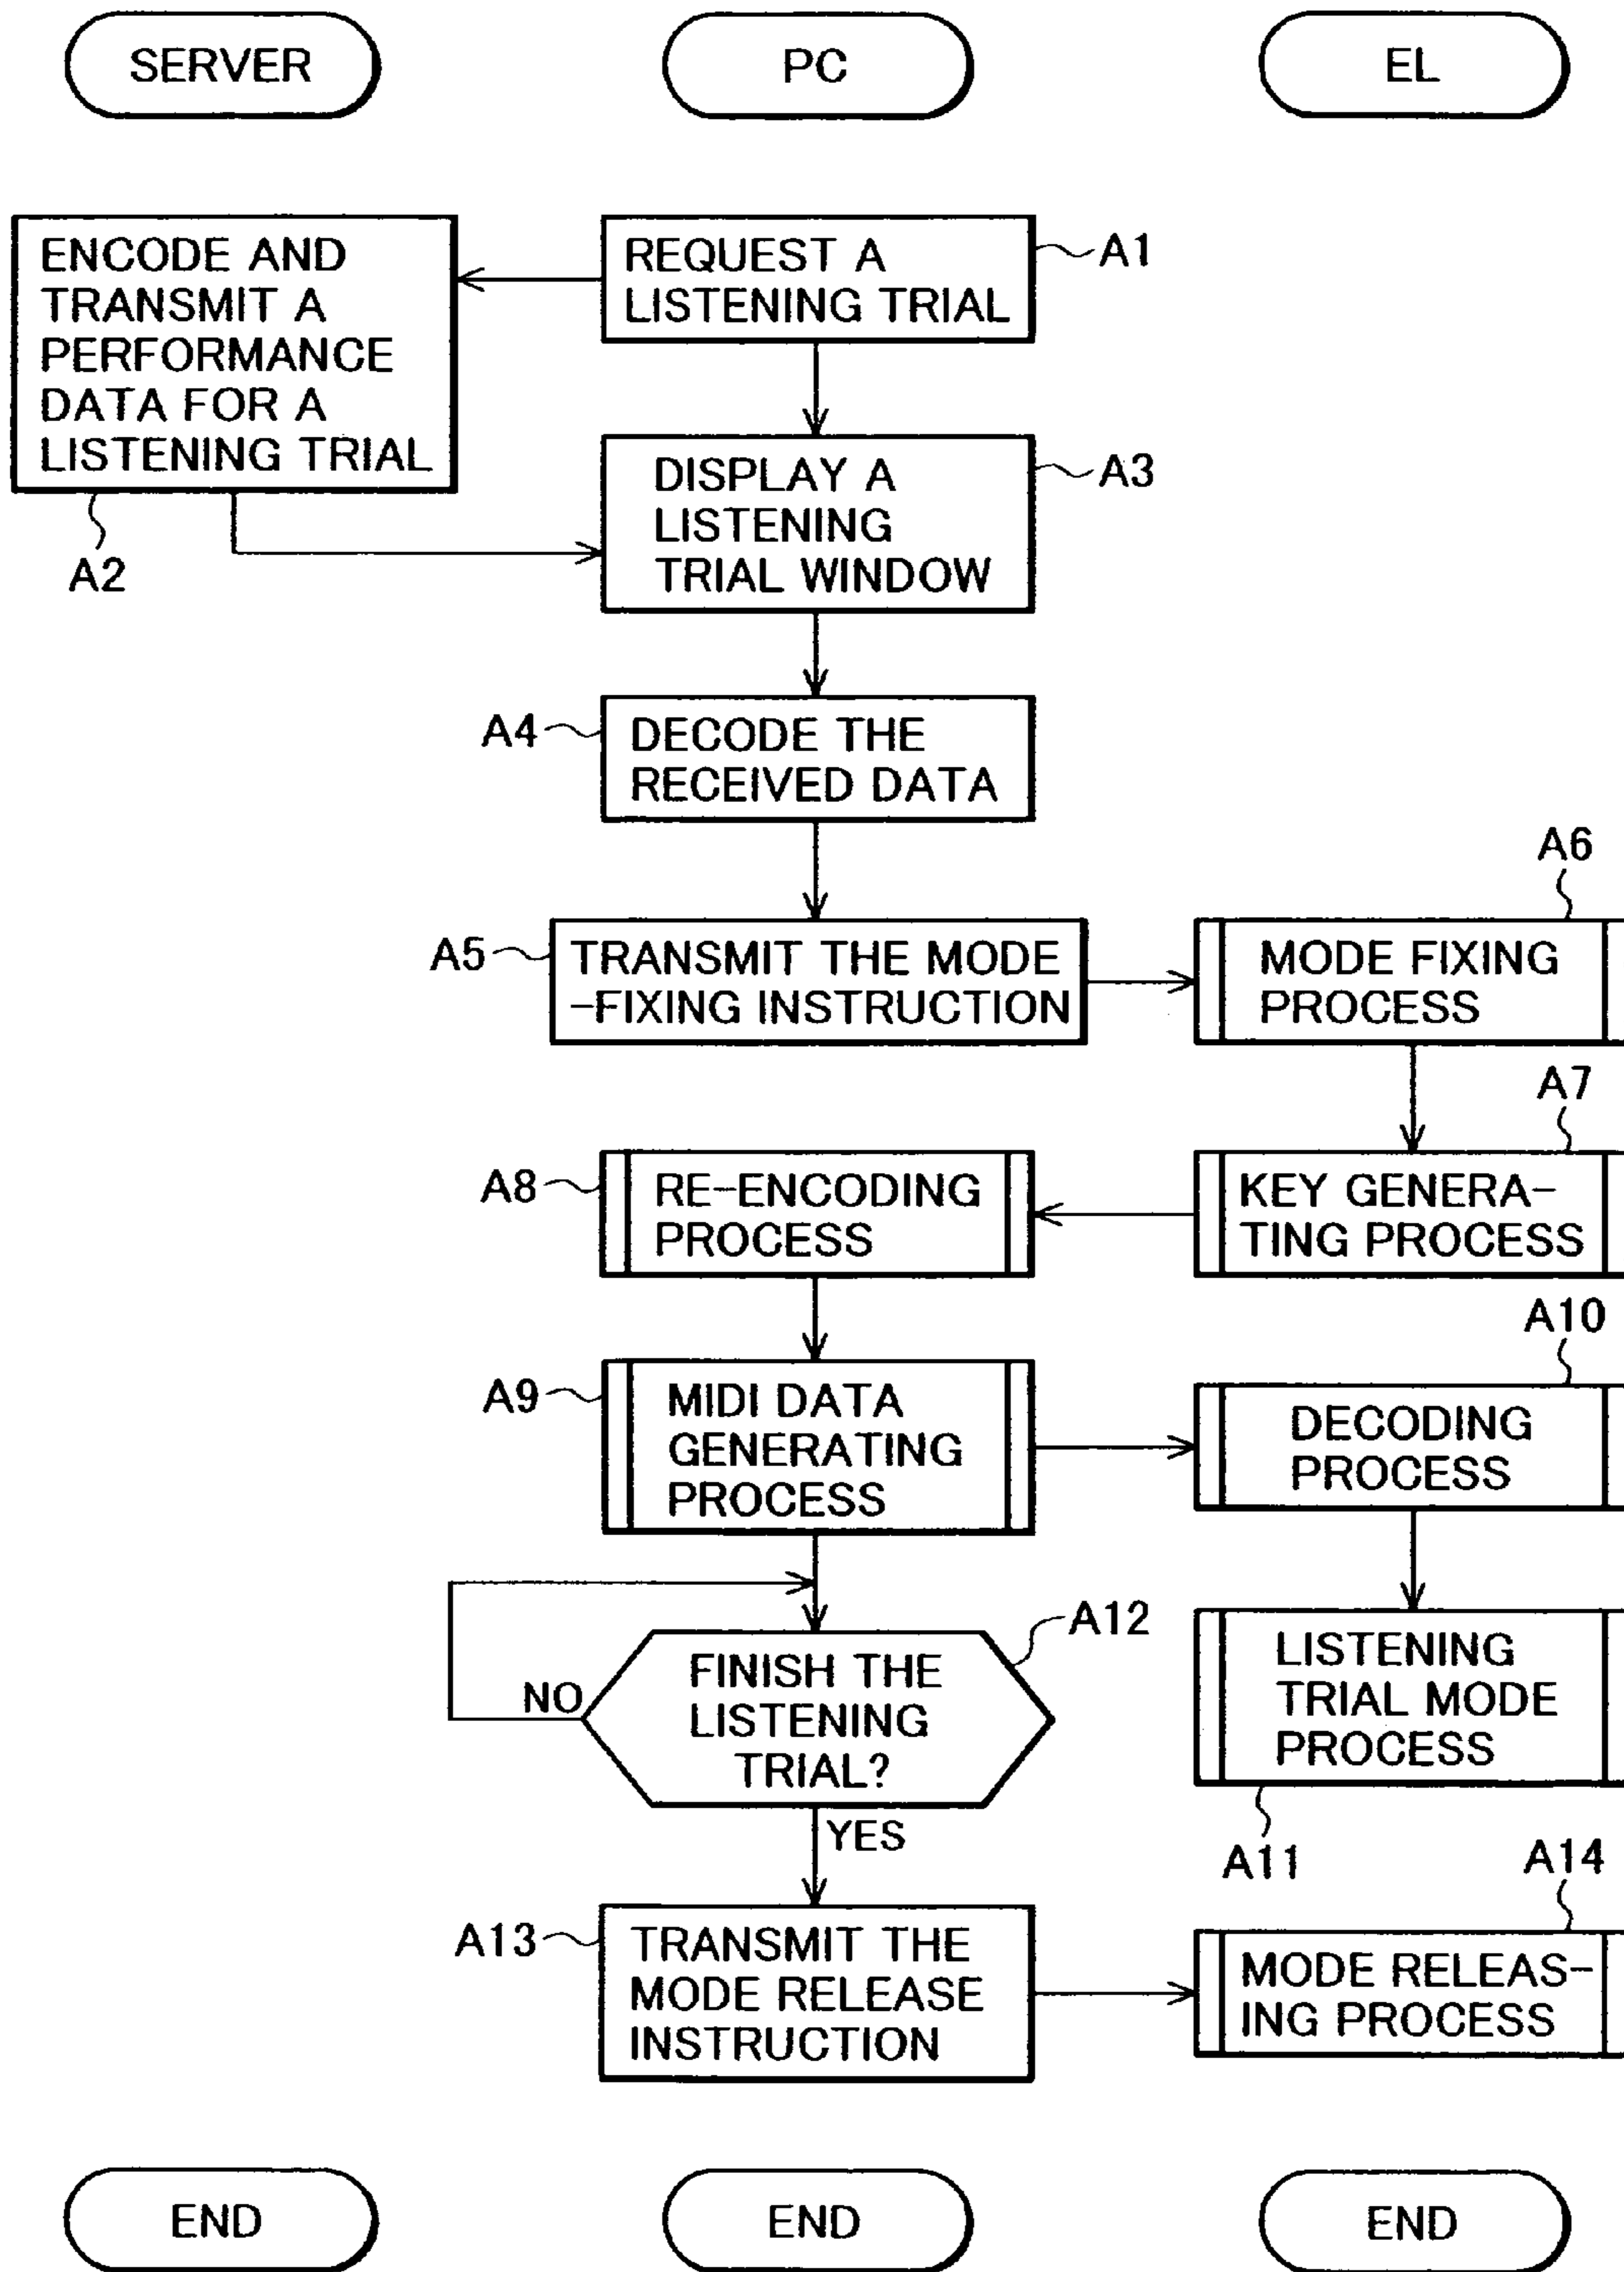 SERVER
PC
EL
ENCODE AND
TRANSMIT A
PERFORMANCE
DATA FOR A
LISTENING TRIAL
A2
REQUEST A
LISTENING TRIAL
A1
DISPLAY A
LISTENING
TRIAL WINDOW
A3
A4
DECODE THE
RECEIVED DATA
A5
TRANSMIT THE MODE
-FIXING INSTRUCTION
A6
MODE FIXING
PROCESS
A7
KEY GENERA-
TING PROCESS
A8
RE-ENCODING
PROCESS
A9
MIDI DATA
GENERATING
PROCESS
A10
DECODING
PROCESS
LISTENING
TRIAL MODE
PROCESS
A11
A12
FINISH THE
LISTENING
TRIAL?
NO
YES
A13
TRANSMIT THE
MODE RELEASE
INSTRUCTION
A14
MODE RELEAS-
ING PROCESS
END
END
END